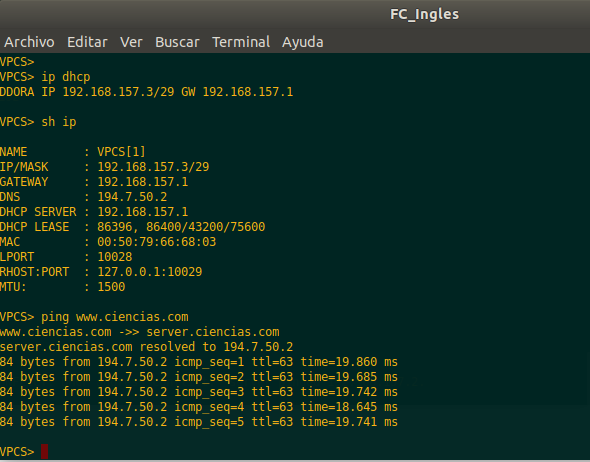 FC_Ingles
Archivo Editar Ver Buscar Terminal Ayuda
VPCS>
VPCS> ip dhcp
DDORA IP 192.168.157.3/29 GW 192.168.157.1
VPCS> sh ip
NAME : VPCS[1]
IP/MASK : 192.168.157.3/29
GATEWAY : 192.168.157.1
DNS : 194.7.50.2
DHCP SERVER : 192.168.157.1
DHCP LEASE : 86396, 86400/43200/75600
MAC : 00:50:79:66:68:03
LPORT : 10028
RHOST:PORT : 127.0.0.1:10029
MTU: : 1500
VPCS> ping www.ciencias.com
www.ciencias.com ->> server.ciencias.com
server.ciencias.com resolved to 194.7.50.2
84 bytes from 194.7.50.2 icmp_seq=1 ttl=63 time=19.860 ms
84 bytes from 194.7.50.2 icmp_seq=2 ttl=63 time=19.685 ms
84 bytes from 194.7.50.2 icmp_seq=3 ttl=63 time=19.742 ms
84 bytes from 194.7.50.2 icmp_seq=4 ttl=63 time=18.645 ms
84 bytes from 194.7.50.2 icmp_seq=5 ttl=63 time=19.741 ms
VPCS>